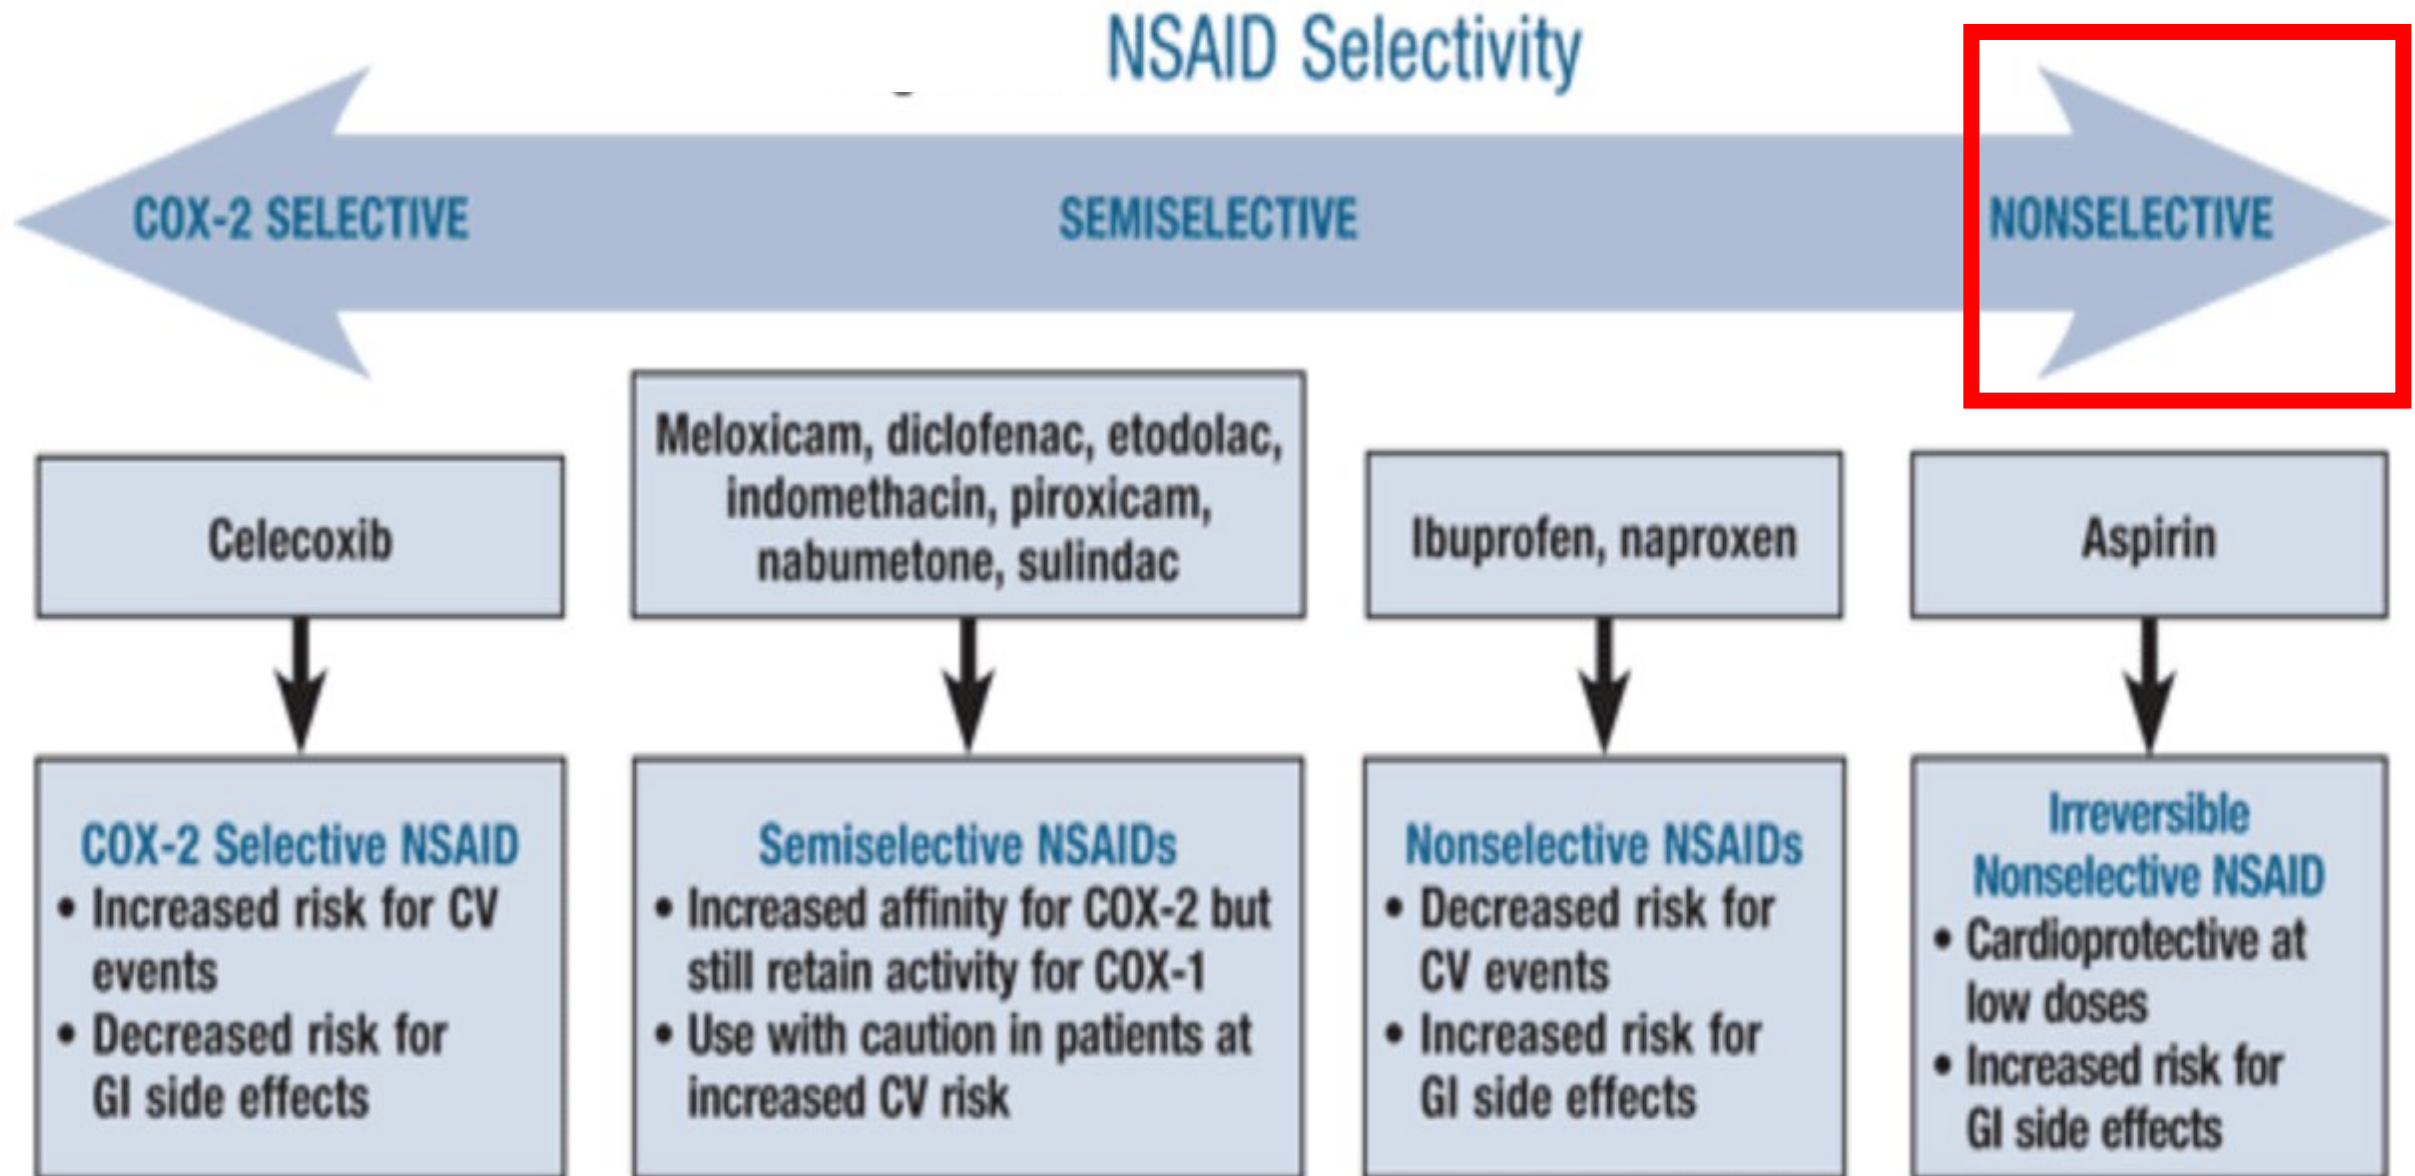 NSAID Selectivity
COX-2 SELECTIVE
SEMISELECTIVE
NONSELECTIVE
Celecoxib
Meloxicam, diclofenac, etodolac,
indomethacin, piroxicam,
nabumetone, sulindac
Ibuprofen, naproxen
Aspirin
COX-2 Selective NSAID
• Increased risk for CV
events
• Decreased risk for
GI side effects
Semiselective NSAIDs
• Increased affinity for COX-2 but
still retain activity for COX-1
• Use with caution in patients at
increased CV risk
Nonselective NSAIDs
• Decreased risk for
CV events
• Increased risk for
GI side effects
Irreversible
Nonselective NSAID
• Cardioprotective at
low doses
• Increased risk for
GI side effects